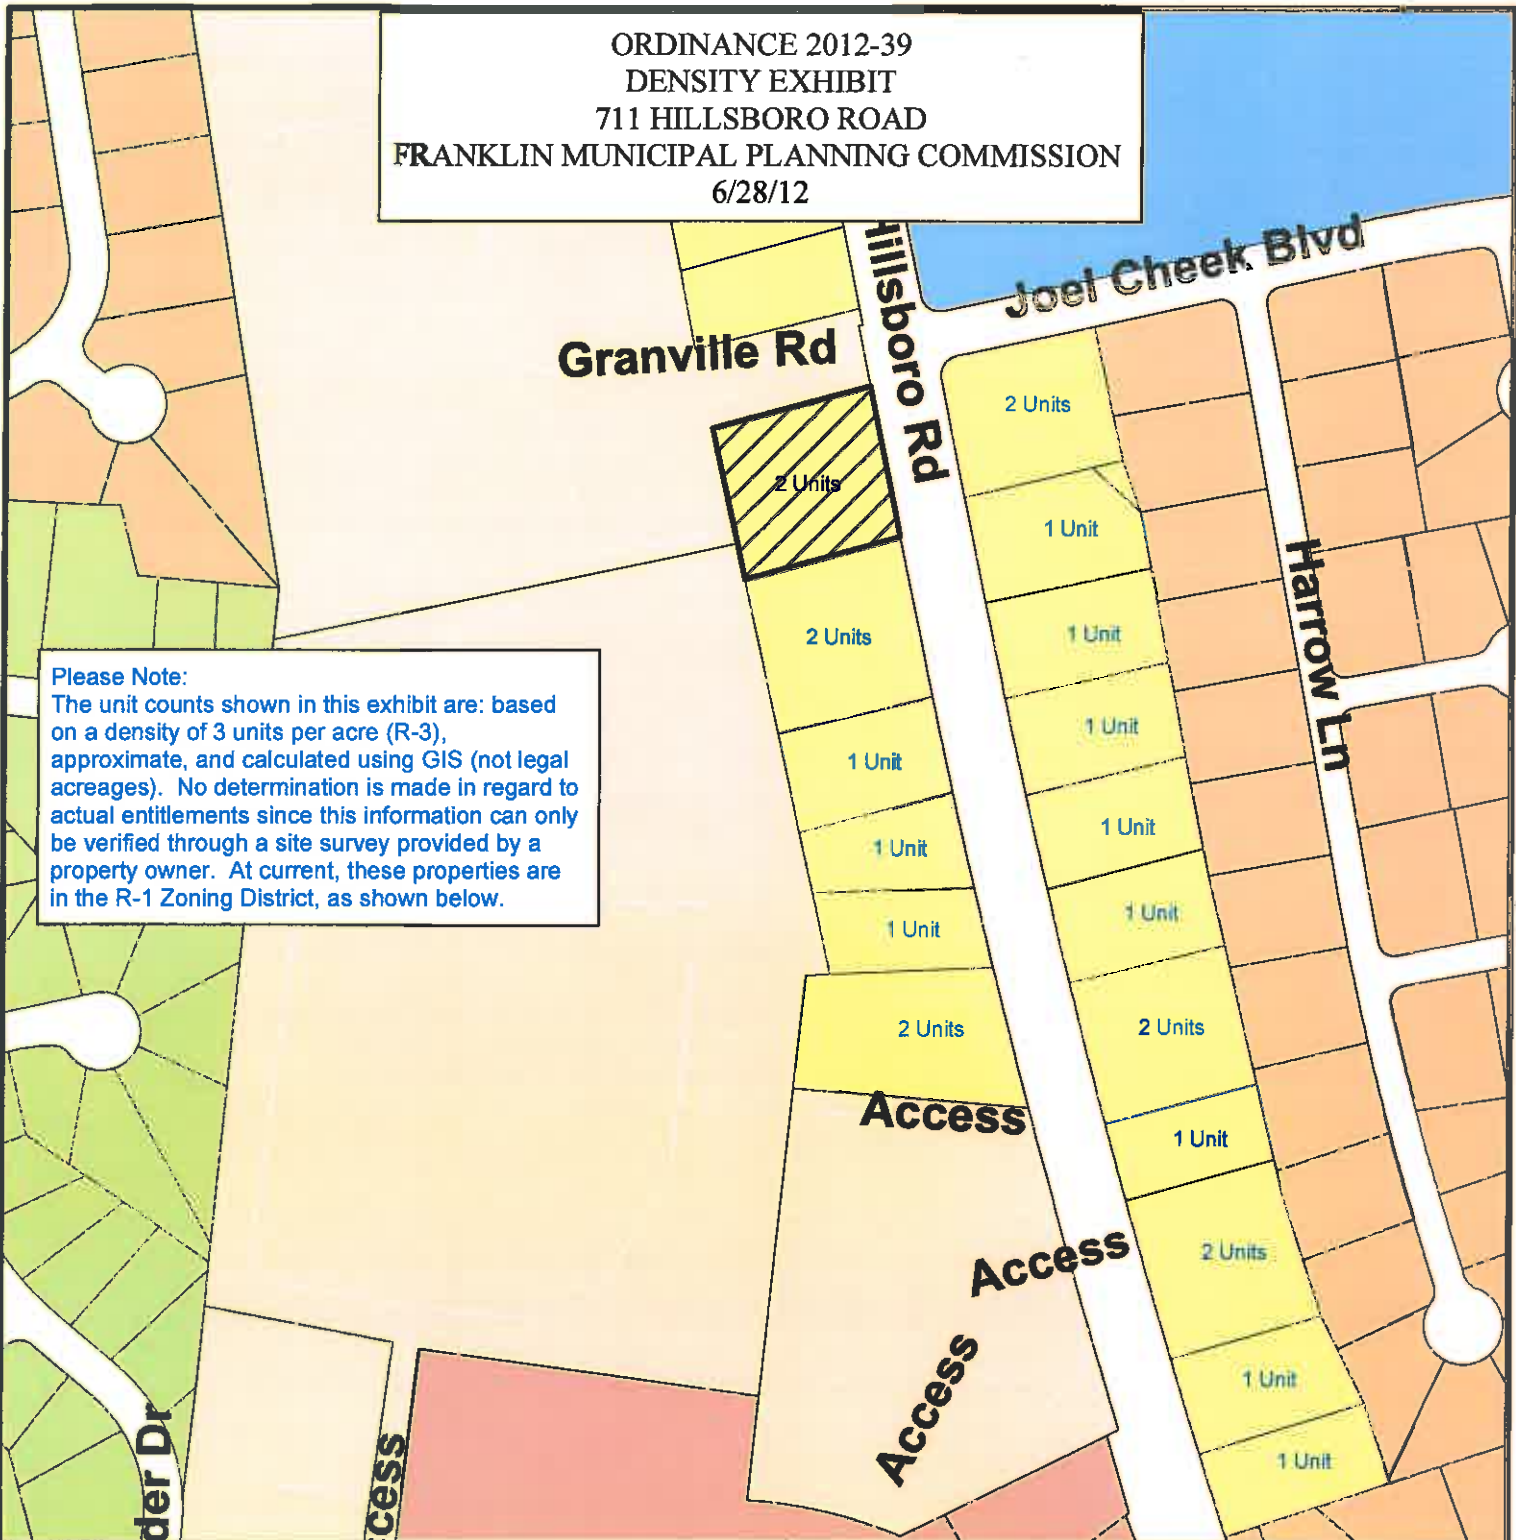 ORDINANCE 2012-39
DENSITY EXHIBIT
711 HILLSBORO ROAD
FRANKLIN MUNICIPAL PLANNING COMMISSION
6/28/12
Hillsboro Rd
Joel Cheek Blvd
Granville Rd
2 Units
2 Units
1 Unit
Harrow Ln
2 Units
1 Unit
Please Note:
The unit counts shown in this exhibit are: based
on a density of 3 units per acre (R-3),
approximate, and calculated using GIS (not legal
acreages). No determination is made in regard to
actual entitlements since this information can only
be verified through a site survey provided by a
property owner. At current, these properties are
in the R-1 Zoning District, as shown below.
1 Unit
1 Unit
1 Unit
1 Unit
1 Unit
1 Unit
2 Units
2 Units
Access
1 Unit
Access
2 Units
Access
1 Unit
1 Unit
der Dr
cess